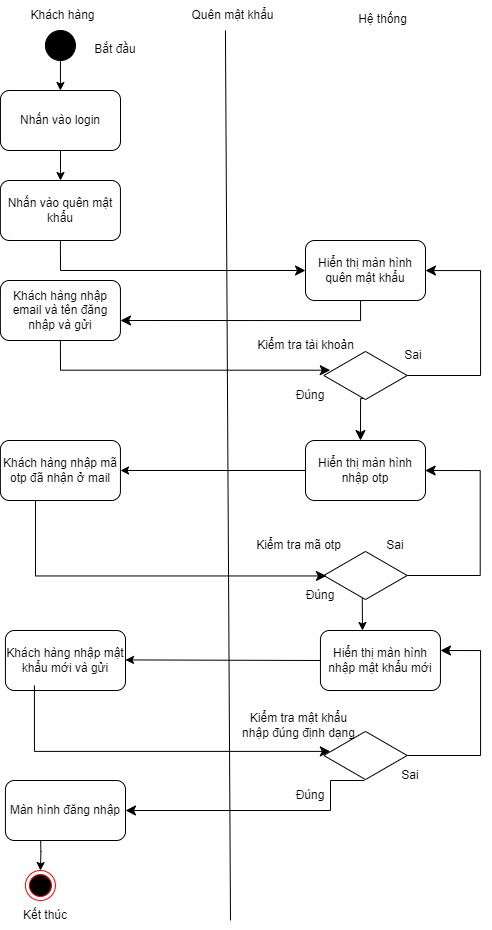 Khách hàng
Quên mật khẩu
Hệ thống
Bắt đầu
Nhấn vào login
Nhấn vào quên mật
khẩu
Hiển thị màn hình
quên mật khẩu
Khách hàng nhập
email và tên đăng
nhập và gửi
Kiểm tra tài khoản
Sai
Đúng
Khách hàng nhập mã
otp đã nhận ở mail
Hiển thị màn hình
nhập otp
Kiểm tra mã otp
Sai
Đúng
Khách hàng nhập mật
khẩu mới và gửi
Hiển thị màn hình
nhập mật khẩu mới
Kiểm tra mật khẩu
nhập đúng định dạng
Sai
Đúng
Màn hình đăng nhập
Kết thúc